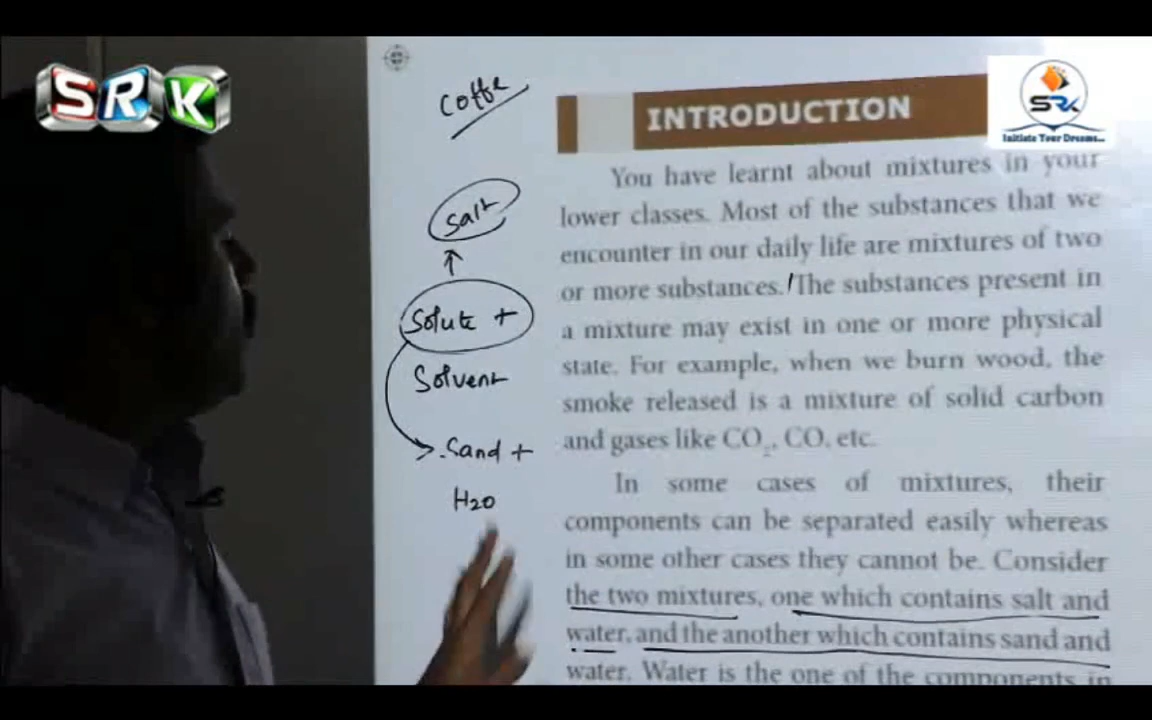 SRK
SRK
Initiate Your Dreams...
Coffe
Salt
Solute +
Solvent
Sand +
H2O
INTRODUCTION
You have learnt about mixtures in your
lower classes. Most of the substances that we
encounter in our daily life are mixtures of two
or more substances. The substances present in
a mixture may exist in one or more physical
state. For example, when we burn wood, the
smoke released is a mixture of solid carbon
and gases like CO₂, CO, etc.
In some cases of mixtures, their
components can be separated easily whereas
in some other cases they cannot be. Consider
the two mixtures, one which contains salt and
water, and the another which contains sand and
water. Water is the one of the components in